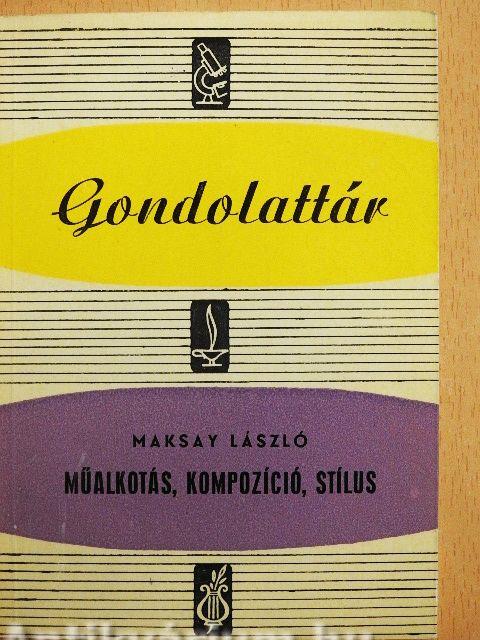 Gondolattár
MAKSAY LÁSZLÓ
MŰALKOTÁS, KOMPOZÍCIÓ, STÍLUS